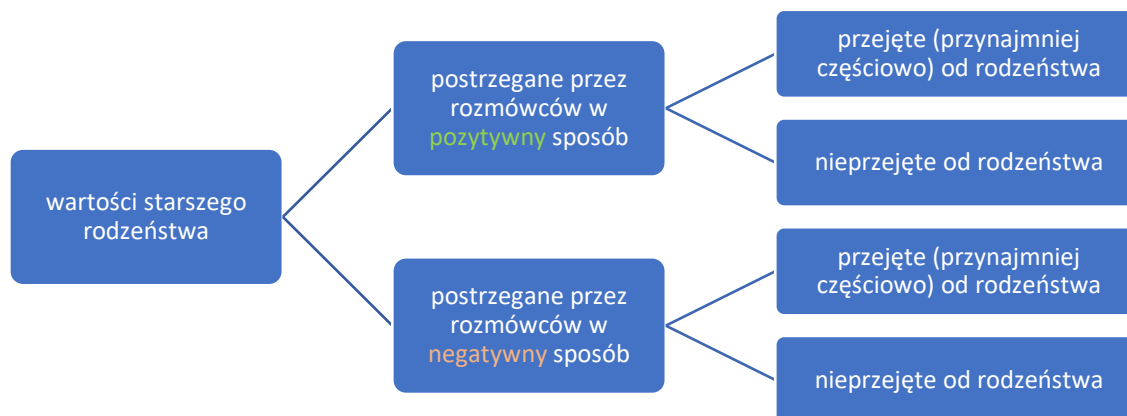 wartości starszego
rodzeństwa
postrzegane przez
rozmówców w
pozytywny sposób
przejęte (przynajmniej
częściowo) od rodzeństwa
nieprzejęte od rodzeństwa
postrzegane przez
rozmówców w
negatywny sposób
przejęte (przynajmniej
częściowo) od rodzeństwa
nieprzejęte od rodzeństwa